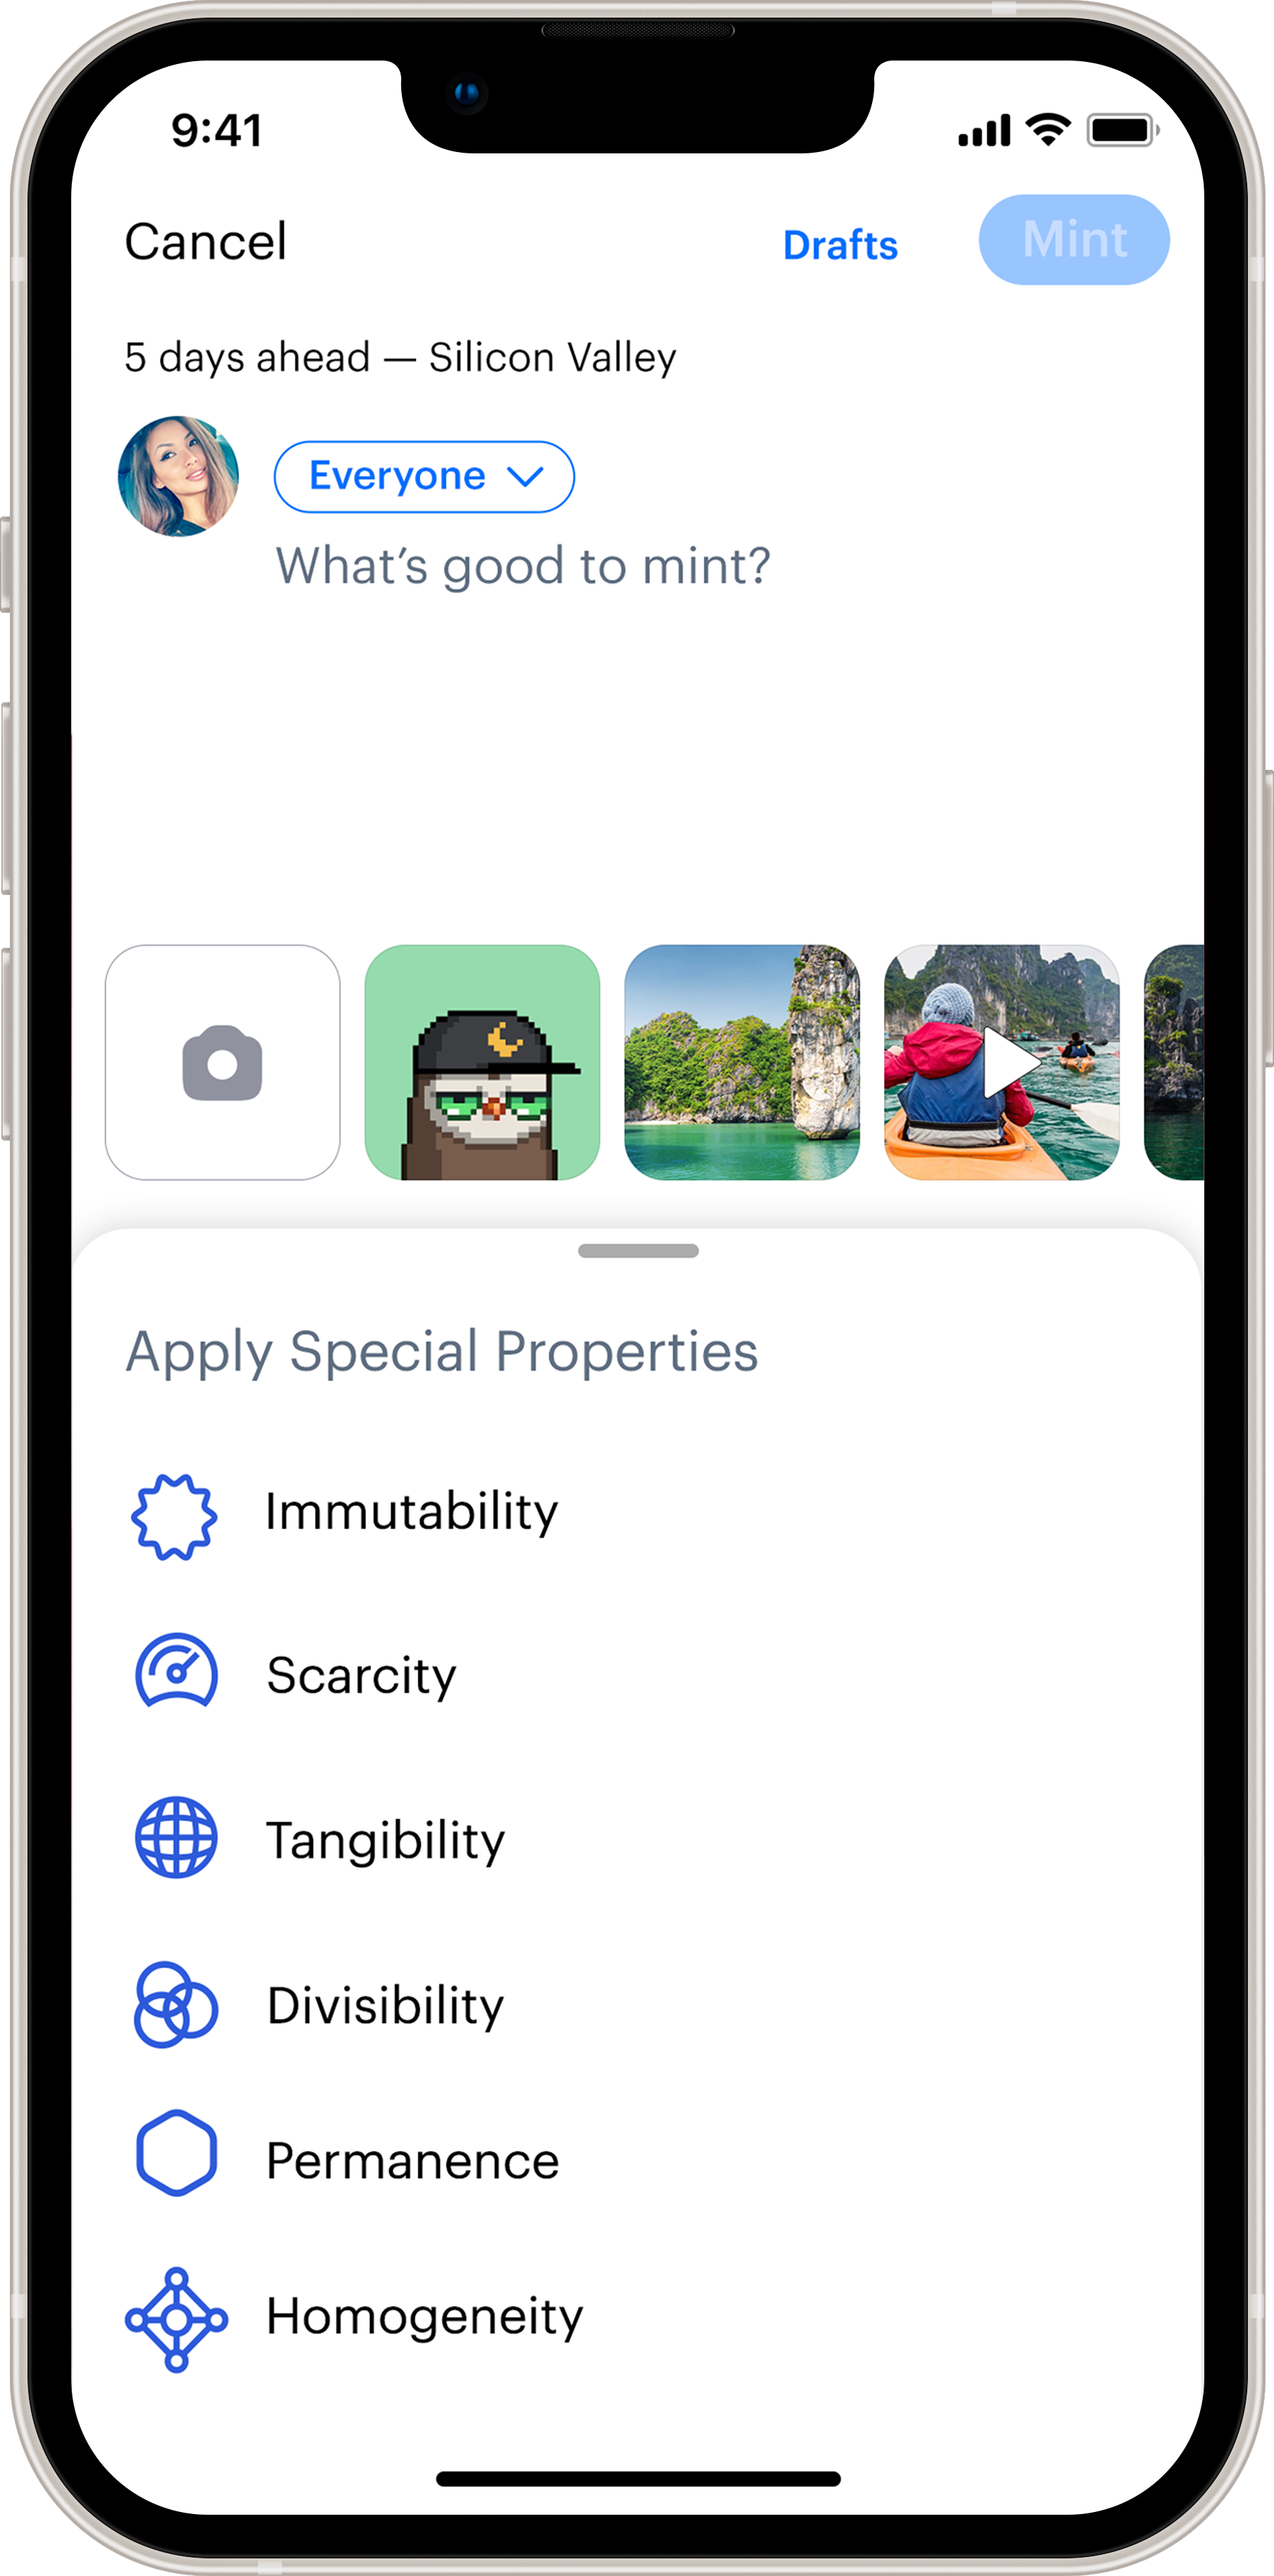 9:41
Cancel
Drafts
Mint
5 days ahead — Silicon Valley
Everyone
What’s good to mint?
Apply Special Properties
Immutability
Scarcity
Tangibility
Divisibility
Permanence
Homogeneity